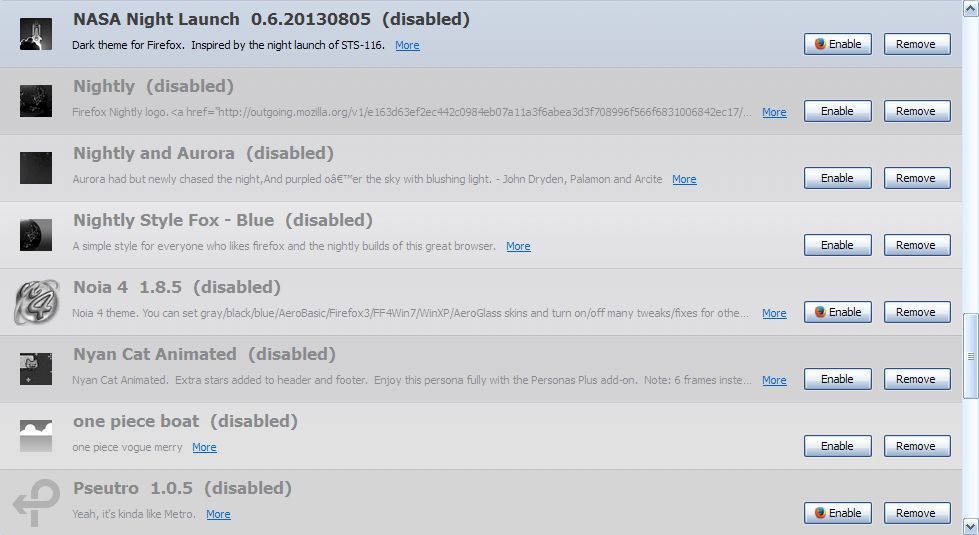 NASA Night Launch 0.6.20130805 (disabled)
Dark theme for Firefox. Inspired by the night launch of STS-116. More
Enable Remove
Nightly (disabled)
Firefox Nightly logo.<a href="http://outgoing.mozilla.org/v1/e163d63ef2ec442c0984eb07a11a3f6abea3d3f708996f566f6831006842ec17/... More
Enable Remove
Nightly and Aurora (disabled)
Aurora had but newly chased the night,And purpled oâ€™er the sky with blushing light. - John Dryden, Palamon and Arcite More
Enable Remove
Nightly Style Fox - Blue (disabled)
A simple style for everyone who likes firefox and the nightly builds of this great browser. More
Enable Remove
Noia 4 1.8.5 (disabled)
Noia 4 theme. You can set gray/black/blue/AeroBasic/Firefox3/FF4Win7/WinXP/AeroGlass skins and turn on/off many tweaks/fixes for othe... More
Enable Remove
Nyan Cat Animated (disabled)
Nyan Cat Animated. Extra stars added to header and footer. Enjoy this persona fully with the Personas Plus add-on. Note: 6 frames inste... More
Enable Remove
one piece boat (disabled)
one piece vogue merry More
Enable Remove
Pseutro 1.0.5 (disabled)
Yeah, it's kinda like Metro. More
Enable Remove